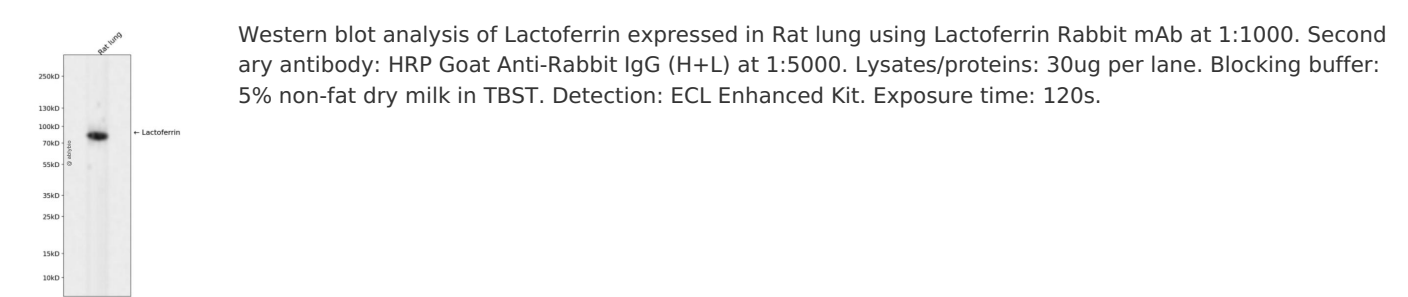 Rat lung
250kD
130kD
100kD
70kD
55kD
35kD
25kD
15kD
10kD
← Lactoferrin
Western blot analysis of Lactoferrin expressed in Rat lung using Lactoferrin Rabbit mAb at 1:1000. Second
ary antibody: HRP Goat Anti-Rabbit IgG (H+L) at 1:5000. Lysates/proteins: 30ug per lane. Blocking buffer:
5% non-fat dry milk in TBST. Detection: ECL Enhanced Kit. Exposure time: 120s.